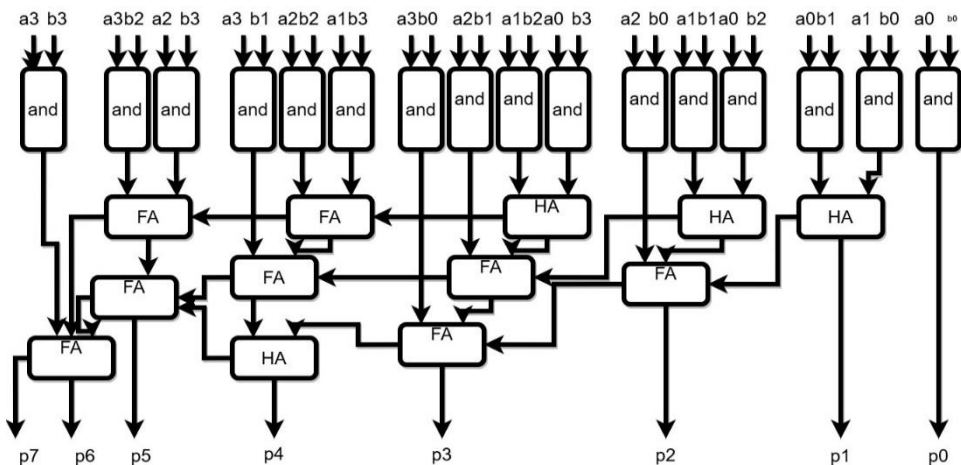 a3 b3 a3b2 a2 b3 a3 b1 a2b2 a1b3 a3b0 a2b1 a1b2a0 b3 a2 b0 a1b1a0 b2 a0b1 a1 b0 a0 b0
and and and and and and and and and and and and and and and and
FA FA HA HA HA
FA FA FA FA
FA HA FA
p7 p6 p5 p4 p3 p2 p1 p0